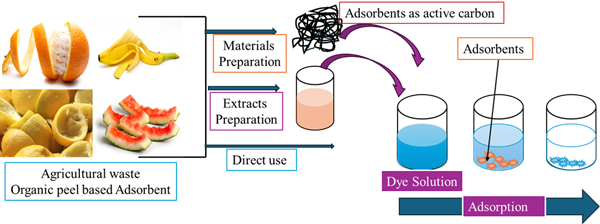 Adsorbents as active carbon
Materials
Preparation
Adsorbents
Extracts
Preparation
Agricultural waste
Organic peel based Adsorbent
Direct use
Dye Solution
Adsorption